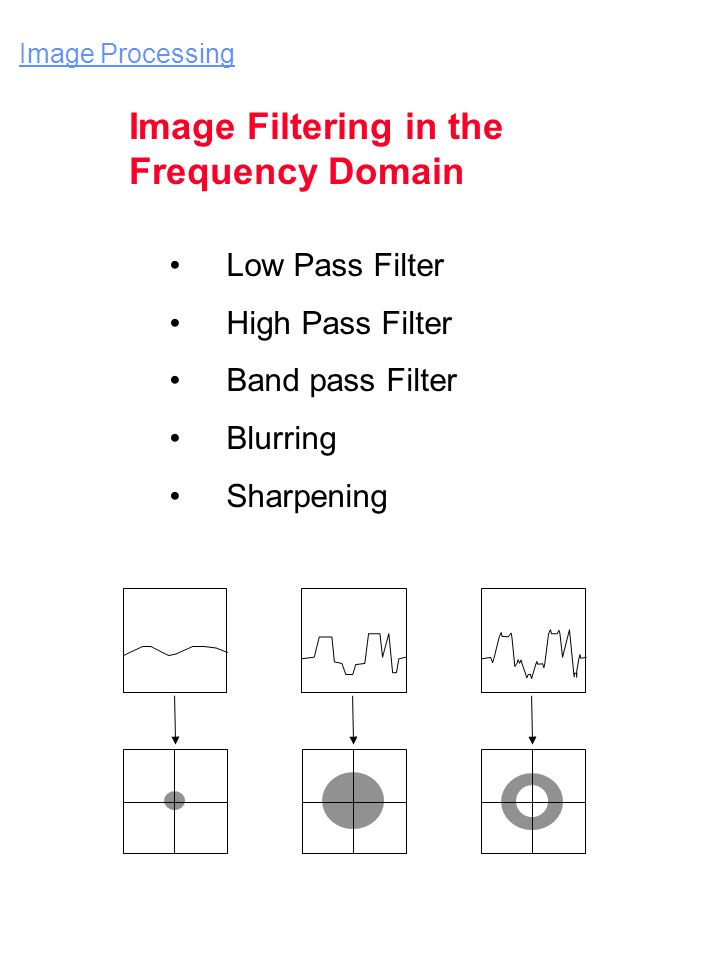 Image Processing
Image Filtering in the
Frequency Domain
• Low Pass Filter
• High Pass Filter
• Band pass Filter
• Blurring
• Sharpening